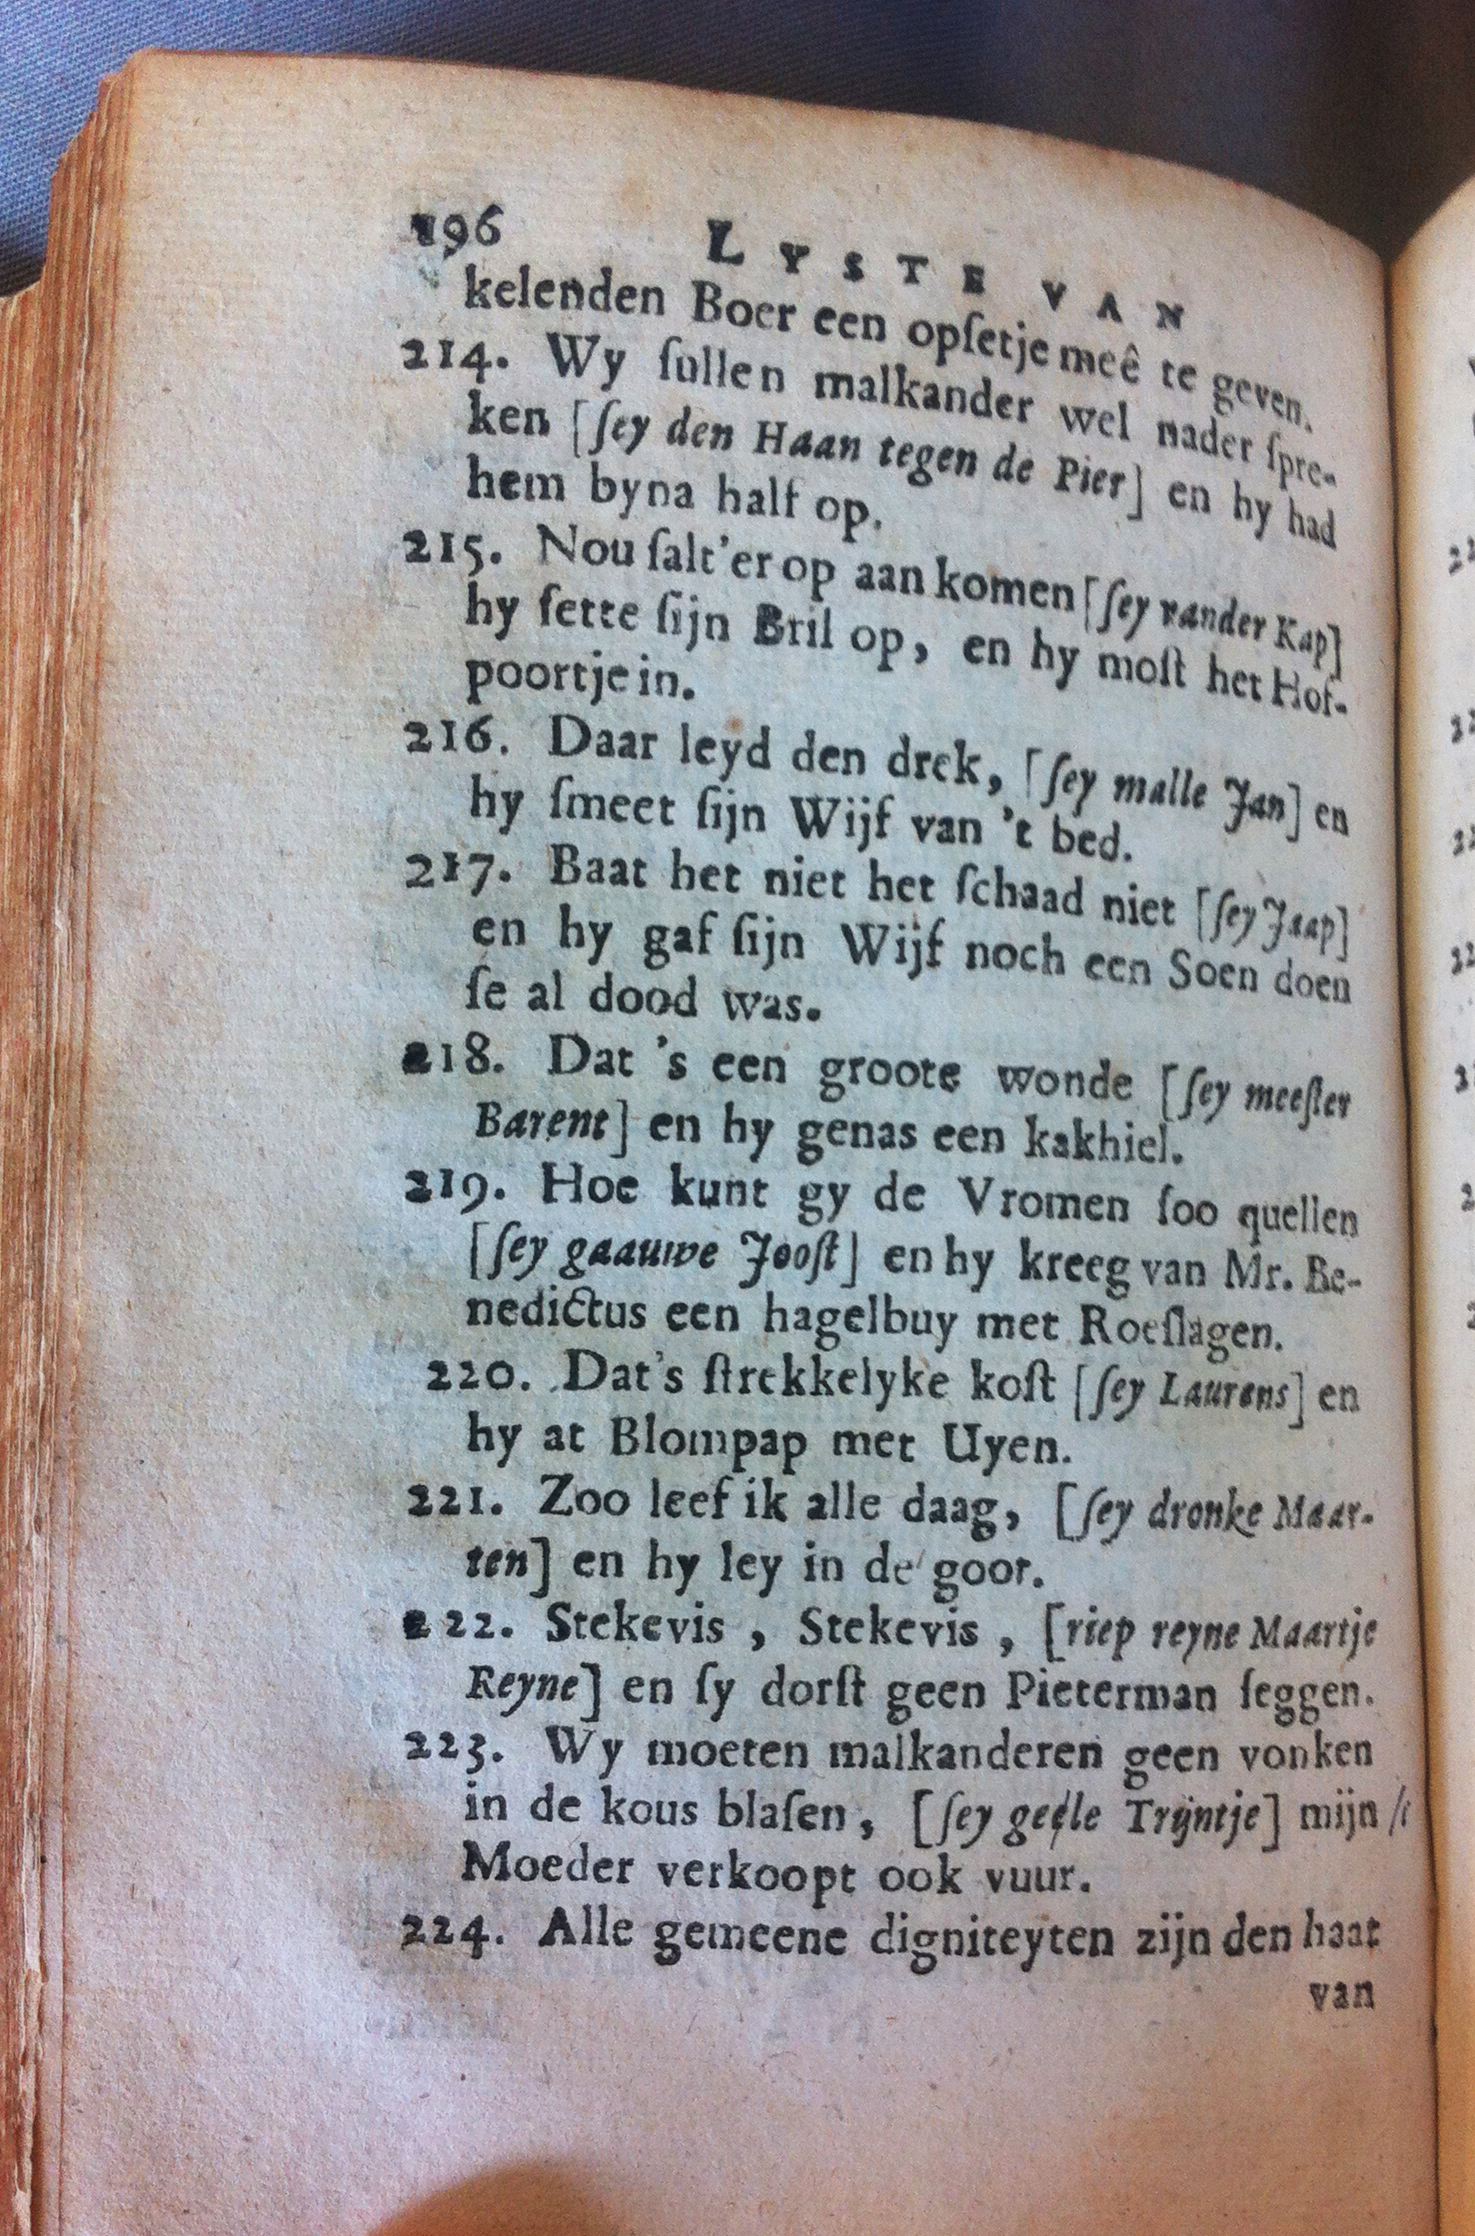 196 LYSTE VAN
kelenden Boer een opſetje meê te geven.
214. Wy ſullen malkander wel nader ſpre-
ken [ſey den Haan tegen de Pier] en hy had
hem byna half op.
215. Nou ſalt'er op aan komen [ſey vander Kap]
hy ſette ſijn Bril op, en hy moſt het Hof-
poortje in.
216. Daar leyd den drek, [ſey malle Jan] en
hy ſmeet ſijn Wijf van 't bed.
217. Baat het niet het ſchaad niet [ſey Jaap]
en hy gaf ſijn Wijf noch een Soen doen
ſe al dood was.
218. Dat 's een groote wonde [ſey meeſter
Barent] en hy genas een kakhiel.
219. Hoe kunt gy de Vromen ſoo quellen
[ſey gaauwe Jooſt] en hy kreeg van Mr. Be-
nedictus een hagelbuy met Roeſlagen.
220. Dat's ſtrekkelyke koſt [ſey Laurens] en
hy at Blompap met Uyen.
221. Zoo leef ik alle daag, [ſey dronke Maar-
ten] en hy ley in de goot.
222. Stekevis, Stekevis, [riep reyne Maartje
Reyne] en ſy dorſt geen Pieterman ſeggen.
223. Wy moeten malkanderen geen vonken
in de kous blaſen, [ſey geele Trijntje] mijn
Moeder verkoopt ook vuur.
224. Alle gemeene digniteyten zijn den haat
van